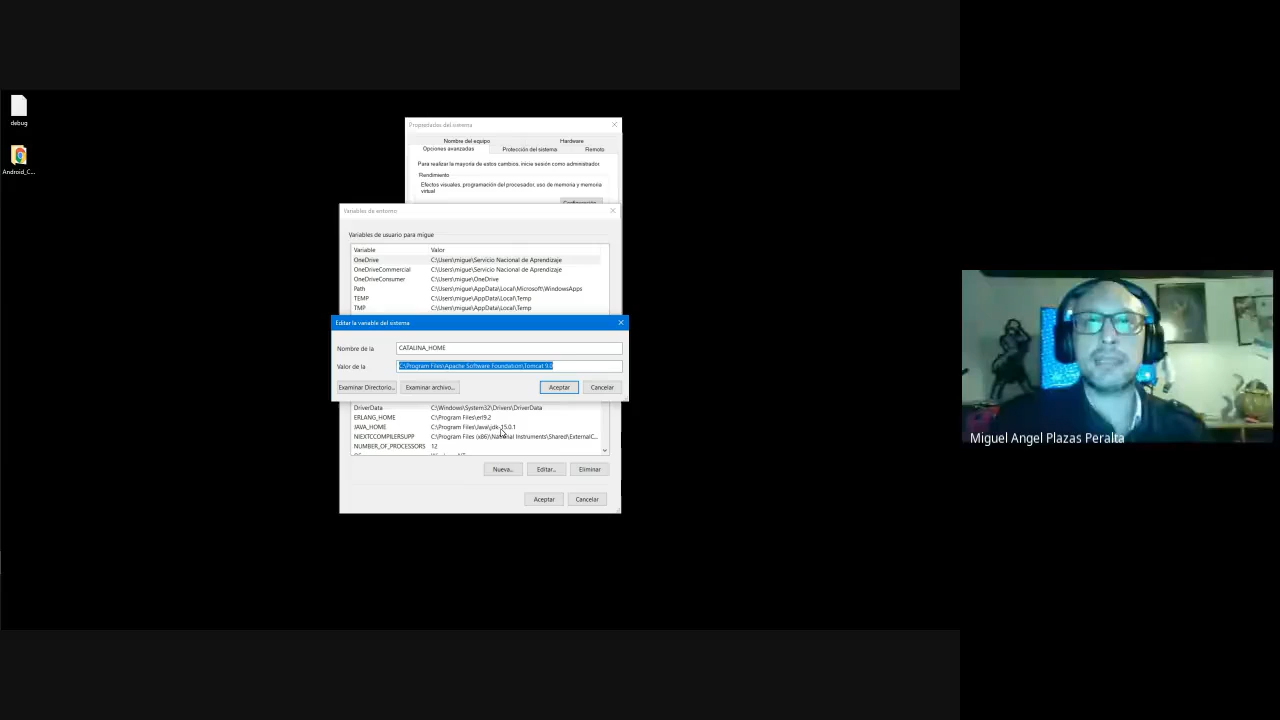 debug
Android_C...
Propiedades del sistema
Nombre del equipo
Hardware
Opciones avanzadas
Protección del sistema
Remoto
Para realizar la mayoría de estos cambios, inicie sesión como administrador.
Rendimiento
Efectos visuales, programación del procesador, uso de memoria y memoria
virtual
Configuración...
Variables de entorno
Variables de usuario para migue
Variable Valor
OneDrive C:\Users\migue\Servicio Nacional de Aprendizaje
OneDriveCommercial C:\Users\migue\Servicio Nacional de Aprendizaje
OneDriveConsumer C:\Users\migue\OneDrive
Path C:\Users\migue\AppData\Local\Microsoft\WindowsApps
TEMP C:\Users\migue\AppData\Local\Temp
TMP C:\Users\migue\AppData\Local\Temp
Editar la variable del sistema
Nombre de la CATALINA_HOME
Valor de la C:\Program Files\Apache Software Foundation\Tomcat 9.0
Examinar Directorio... Examinar archivo... Aceptar Cancelar
DriverData C:\Windows\System32\Drivers\DriverData
ERLANG_HOME C:\Program Files\erl9.2
JAVA_HOME C:\Program Files\Java\jdk-15.0.1
NIEXTCCOMPILERSUPP C:\Program Files (x86)\National Instruments\Shared\ExternalC...
NUMBER_OF_PROCESSORS 12
Nueva... Editar... Eliminar
Aceptar Cancelar
Miguel Angel Plazas Peralta